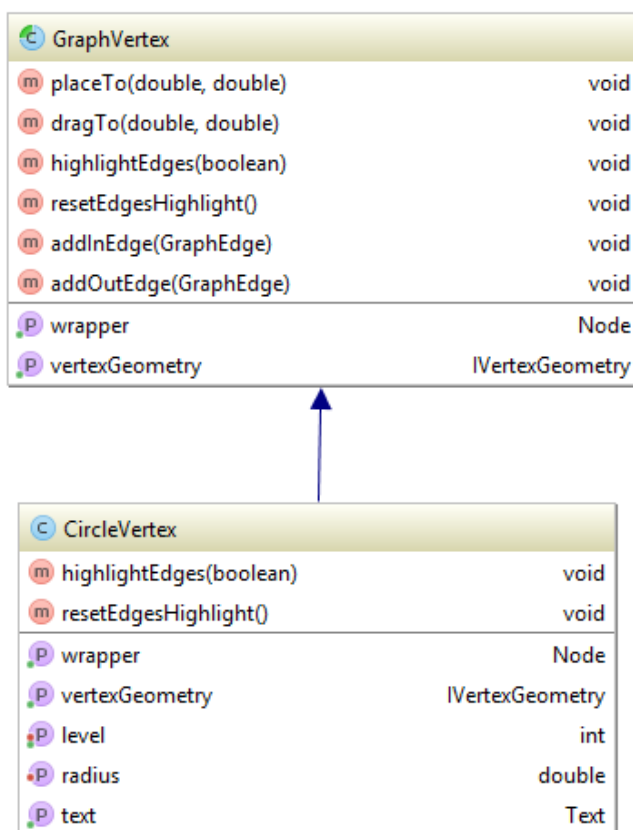 C GraphVertex
m placeTo(double, double) void
m dragTo(double, double) void
m highlightEdges(boolean) void
m resetEdgesHighlight() void
m addInEdge(GraphEdge) void
m addOutEdge(GraphEdge) void
P wrapper Node
P vertexGeometry IVertexGeometry
C CircleVertex
m highlightEdges(boolean) void
m resetEdgesHighlight() void
P wrapper Node
P vertexGeometry IVertexGeometry
P level int
P radius double
P text Text